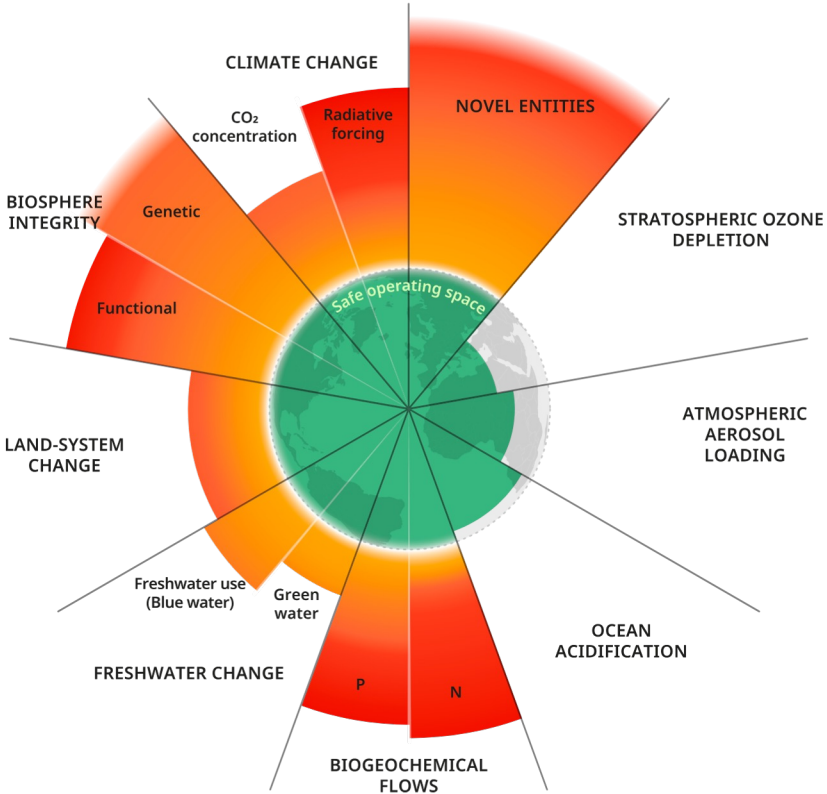 CLIMATE CHANGE
CO₂
concentration
Radiative
forcing
NOVEL ENTITIES
STRATOSPHERIC OZONE
DEPLETION
ATMOSPHERIC
AEROSOL
LOADING
OCEAN
ACIDIFICATION
BIOGEOCHEMICAL
FLOWS
P
N
FRESHWATER CHANGE
Freshwater use
(Blue water)
Green
water
LAND-SYSTEM
CHANGE
BIOSPHERE
INTEGRITY
Genetic
Functional
Safe operating space